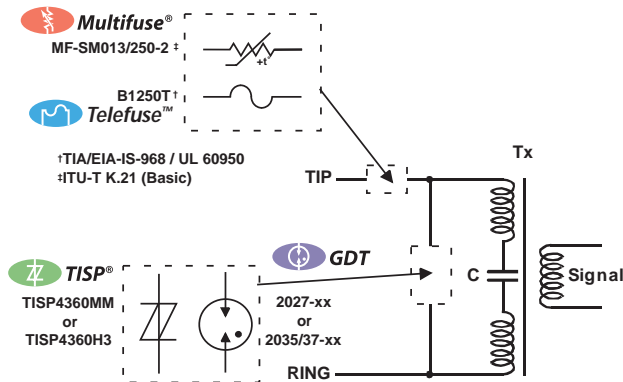 Multifuse®
MF-SM013/250-2 ‡
+t°
B1250T †
Telefuse™
†TIA/EIA-IS-968 / UL 60950
‡ITU-T K.21 (Basic)
Tx
TIP
GDT
TISP®
C
Signal
TISP4360MM
or
TISP4360H3
2027-xx
or
2035/37-xx
RING